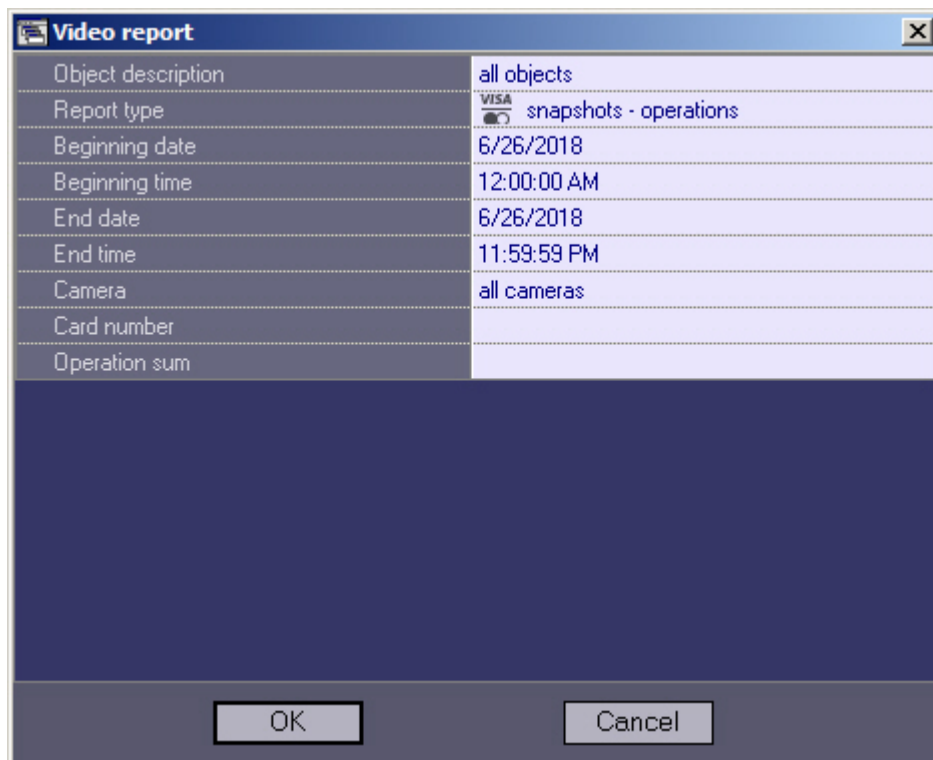 Video report
Object description all objects
Report type VISA snapshots - operations
Beginning date 6/26/2018
Beginning time 12:00:00 AM
End date 6/26/2018
End time 11:59:59 PM
Camera all cameras
Card number
Operation sum
OK Cancel